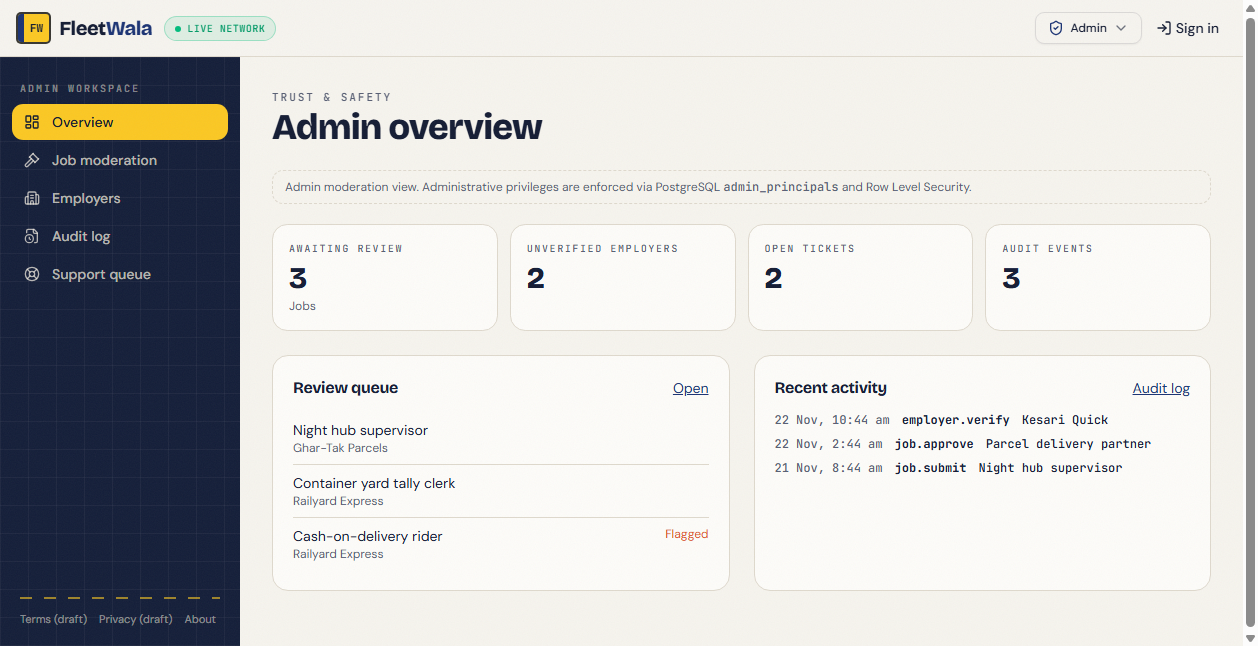 FW FleetWala LIVE NETWORK Admin Sign in
ADMIN WORKSPACE
Overview
Job moderation
Employers
Audit log
Support queue
Terms (draft) Privacy (draft) About
TRUST & SAFETY
Admin overview
Admin moderation view. Administrative privileges are enforced via PostgreSQL admin_principals and Row Level Security.
AWAITING REVIEW
3
Jobs
UNVERIFIED EMPLOYERS
2
OPEN TICKETS
2
AUDIT EVENTS
3
Review queue Open
Night hub supervisor
Ghar-Tak Parcels
Container yard tally clerk
Railyard Express
Cash-on-delivery rider Flagged
Railyard Express
Recent activity Audit log
22 Nov, 10:44 am employer.verify Kesari Quick
22 Nov, 2:44 am job.approve Parcel delivery partner
21 Nov, 8:44 am job.submit Night hub supervisor